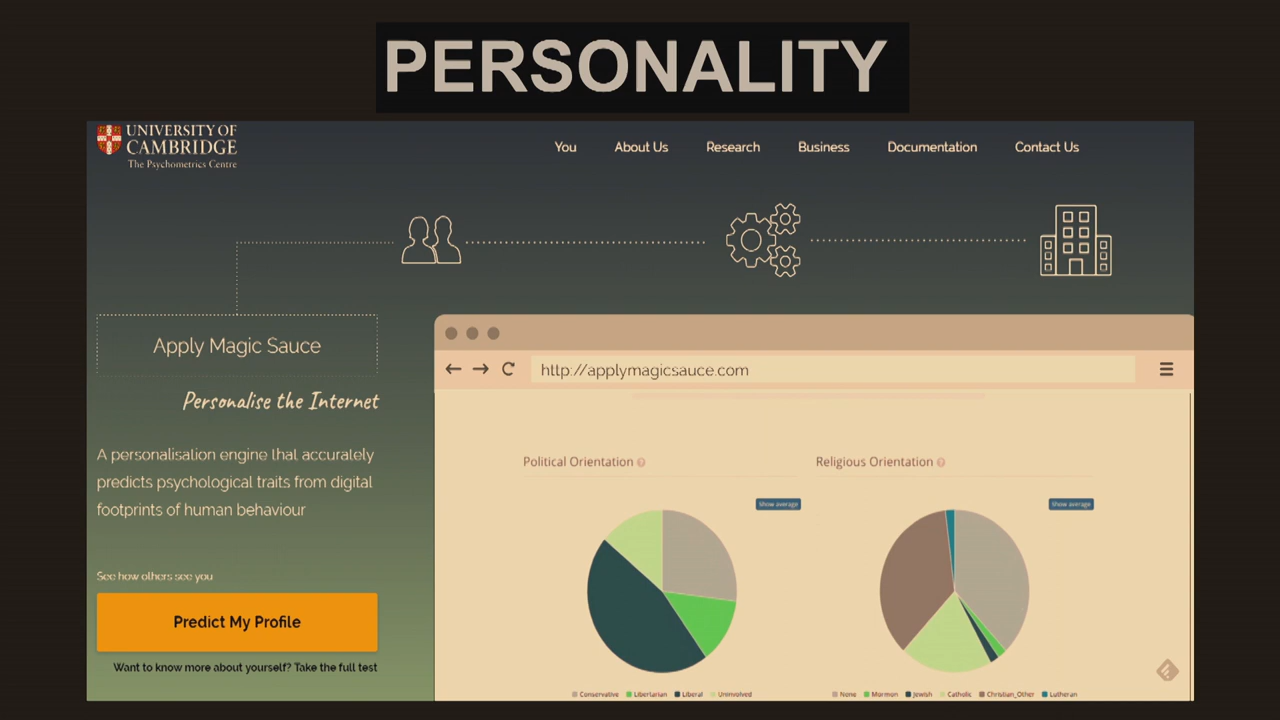 PERSONALITY
UNIVERSITY OF
CAMBRIDGE
The Psychometrics Centre
You About Us Research Business Documentation Contact Us
Apply Magic Sauce
Personalise the Internet
A personalisation engine that accurately
predicts psychological traits from digital
footprints of human behaviour
See how others see you
Predict My Profile
Want to know more about yourself? Take the full test
http://applymagicsauce.com
Political Orientation
Religious Orientation
Show average
Show average
Conservative Libertarian Liberal Uninvolved
None Mormon Jewish Catholic Christian_Other Lutheran